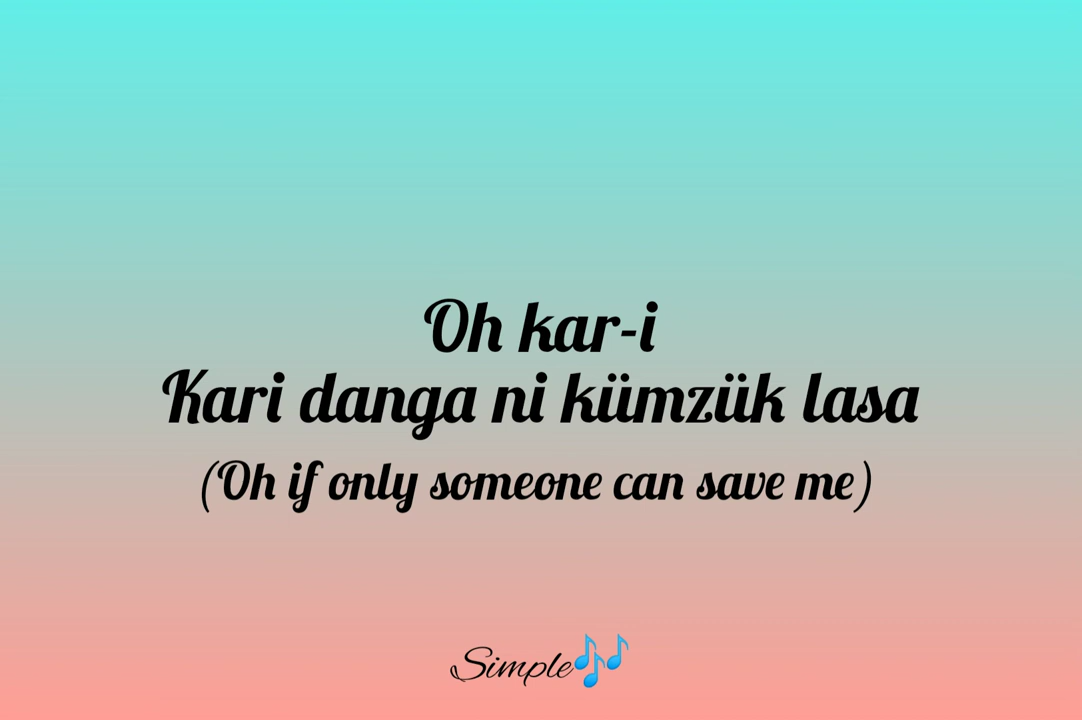 Oh kar-i
Kari danga ni kümzük lasa
(Oh if only someone can save me)
Simple🎶